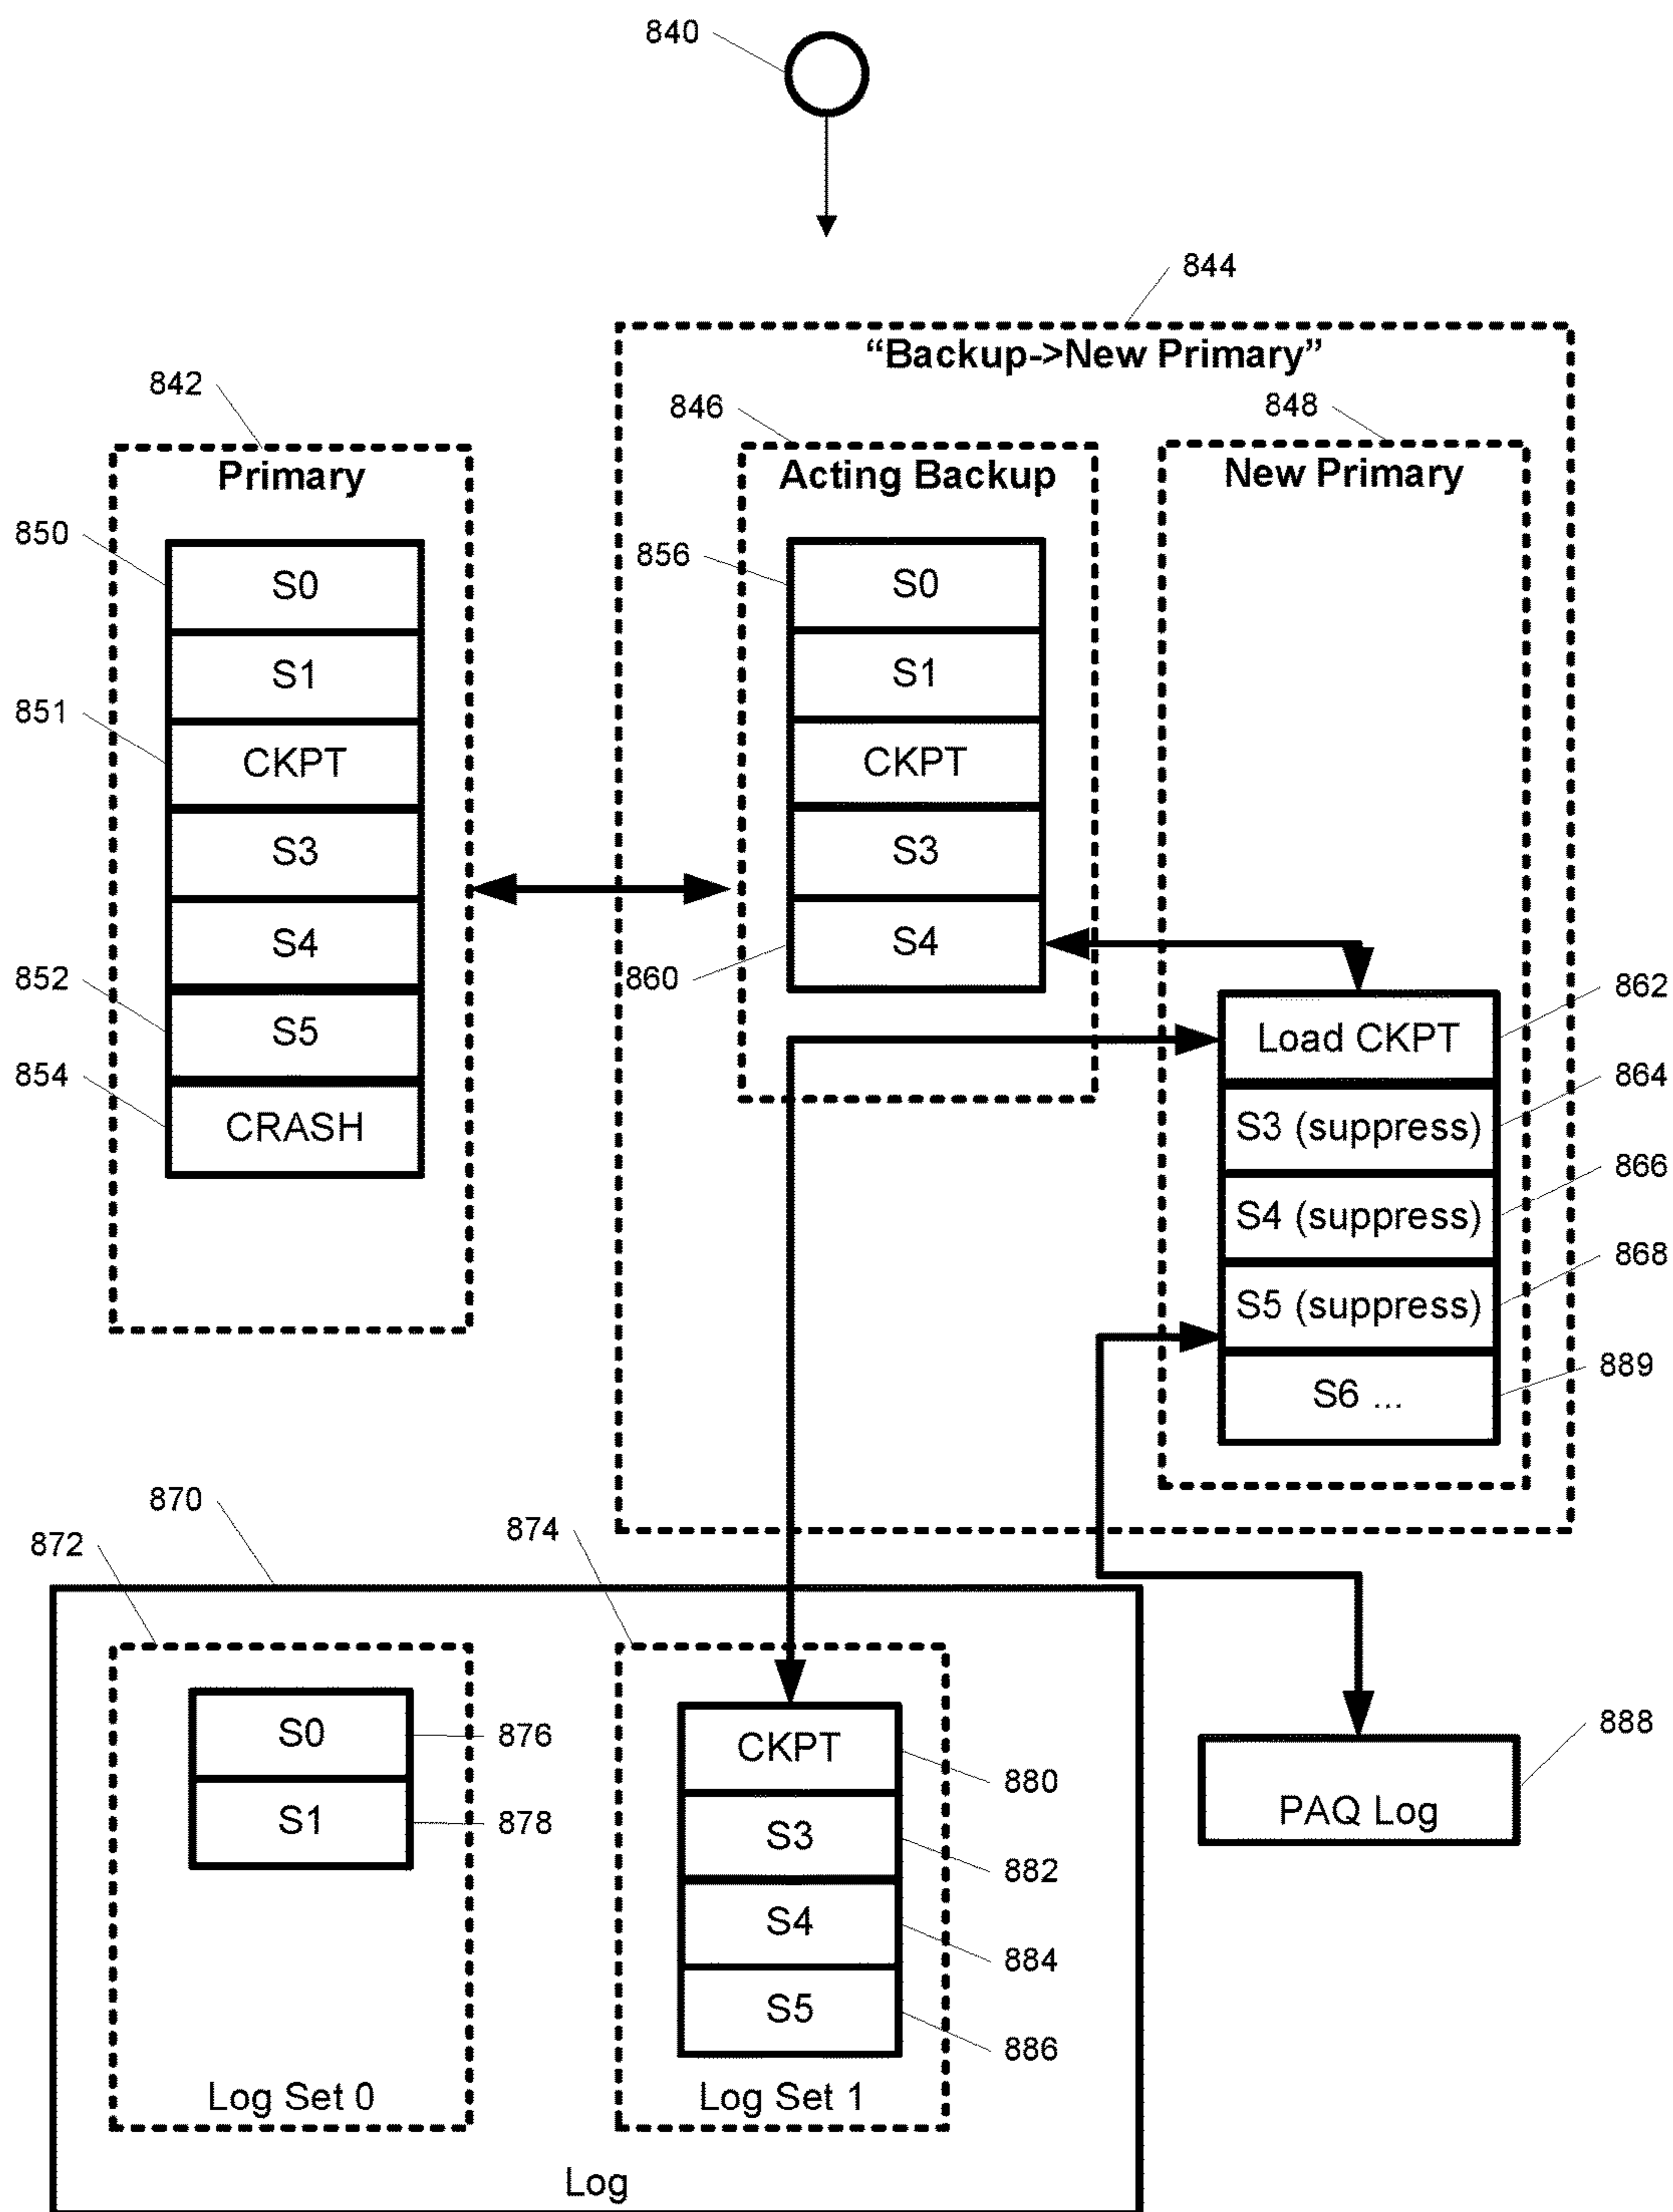 840
844
“Backup->New Primary”
842
846
848
Primary
Acting Backup
New Primary
850
S0
S1
851
CKPT
S3
S4
852
S5
854
CRASH
856
S0
S1
CKPT
S3
S4
860
Load CKPT
862
S3 (suppress)
864
S4 (suppress)
866
S5 (suppress)
868
S6 ...
889
870
872
874
S0
876
S1
878
Log Set 0
CKPT
880
S3
882
S4
884
S5
886
Log Set 1
Log
888
PAQ Log